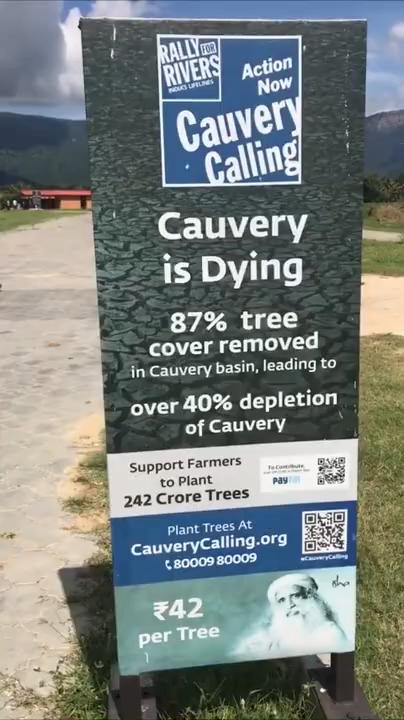 RALLY FOR
RIVERS
INDIA'S LIFELINES
Action
Now
Cauvery
Calling
Cauvery
is Dying
87% tree
cover removed
in Cauvery basin, leading to
over 40% depletion
of Cauvery
Support Farmers
to Plant
242 Crore Trees
To Contribute,
paytm
Plant Trees At
CauveryCalling.org
80009 80009
#CauveryCalling
₹42
per Tree
isha